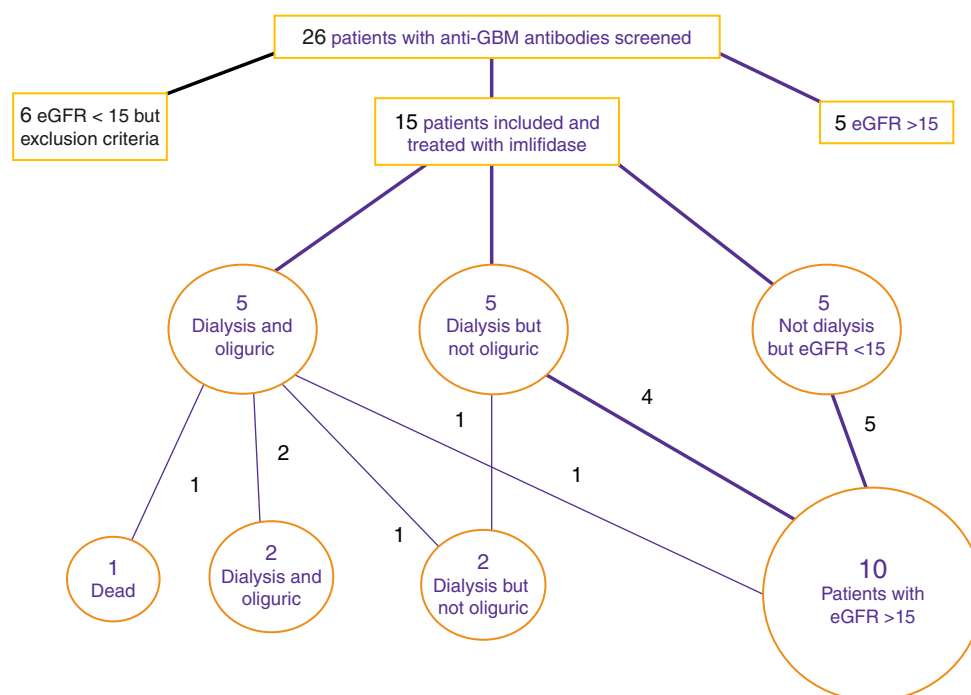 26 patients with anti-GBM antibodies screened
6 eGFR < 15 but
exclusion criteria
15 patients included and
treated with imlifidase
5 eGFR >15
5
Dialysis and
oliguric
5
Dialysis but
not oliguric
5
Not dialysis
but eGFR <15
1
2
1
1
4
1
5
1
Dead
2
Dialysis and
oliguric
2
Dialysis but
not oliguric
10
Patients with
eGFR >15